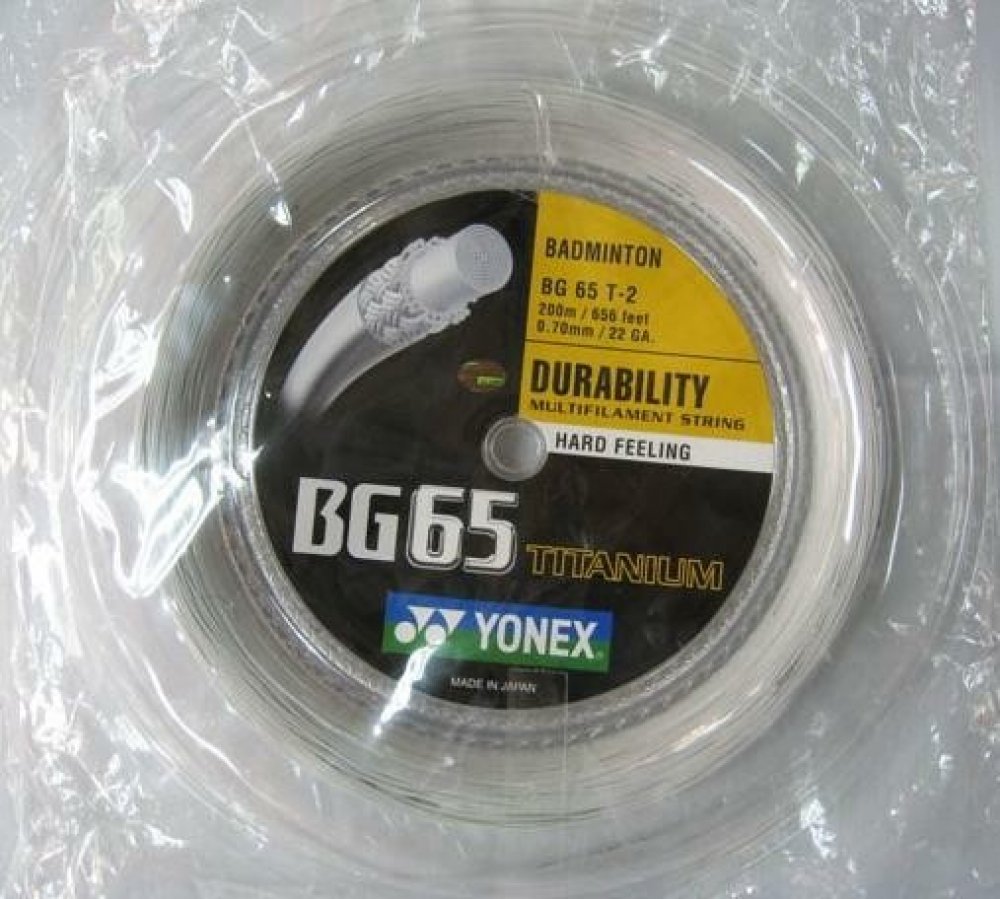 BADMINTON
BG 65 T-2
200m / 656 feet
0.70mm / 22 GA.
DURABILITY
MULTIFILAMENT STRING
HARD FEELING
BG65 TITANIUM
YONEX
MADE IN JAPAN